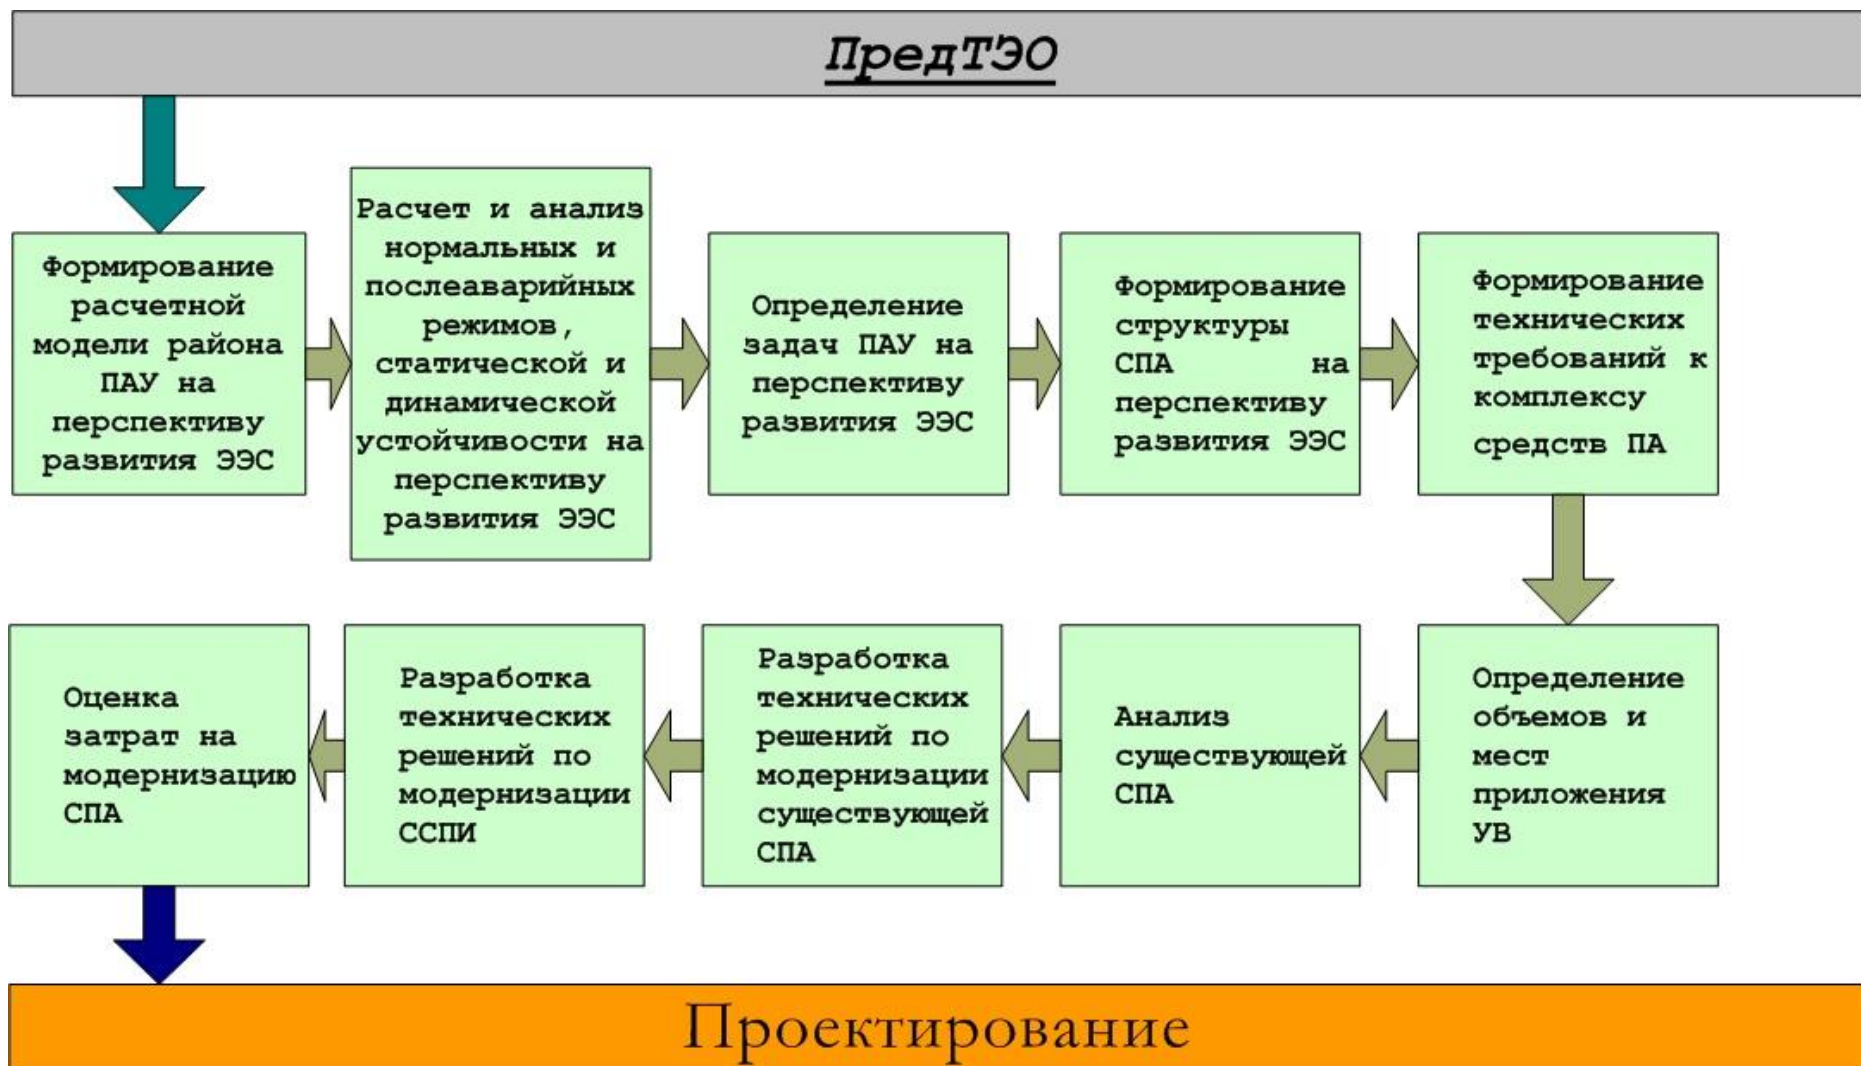 ПредТЭО
Формирование
расчетной
модели района
ПАУ на
перспективу
развития ЭЭС
Расчет и анализ
нормальных и
послеаварийных
режимов,
статической и
динамической
устойчивости на
перспективу
развития ЭЭС
Определение
задач ПАУ на
перспективу
развития ЭЭС
Формирование
структуры
СПА на
перспективу
развития ЭЭС
Формирование
технических
требований к
комплексу
средств ПА
Определение
объемов и
мест
приложения
УВ
Анализ
существующей
СПА
Разработка
технических
решений по
модернизации
существующей
СПА
Разработка
технических
решений по
модернизации
ССПИ
Оценка
затрат на
модернизацию
СПА
Проектирование